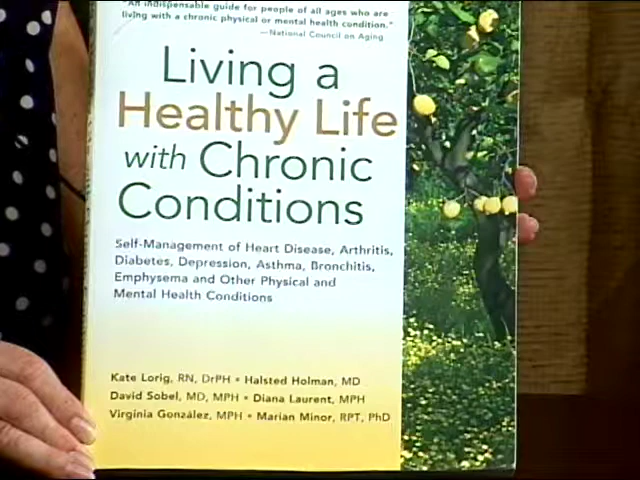 "An indispensable guide for people of all ages who are
living with a chronic physical or mental health condition."
—National Council on Aging
Living a
Healthy Life
with Chronic
Conditions
Self-Management of Heart Disease, Arthritis,
Diabetes, Depression, Asthma, Bronchitis,
Emphysema and Other Physical and
Mental Health Conditions
Kate Lorig, RN, DrPH • Halsted Holman, MD
David Sobel, MD, MPH • Diana Laurent, MPH
Virginia González, MPH • Marian Minor, RPT, PhD